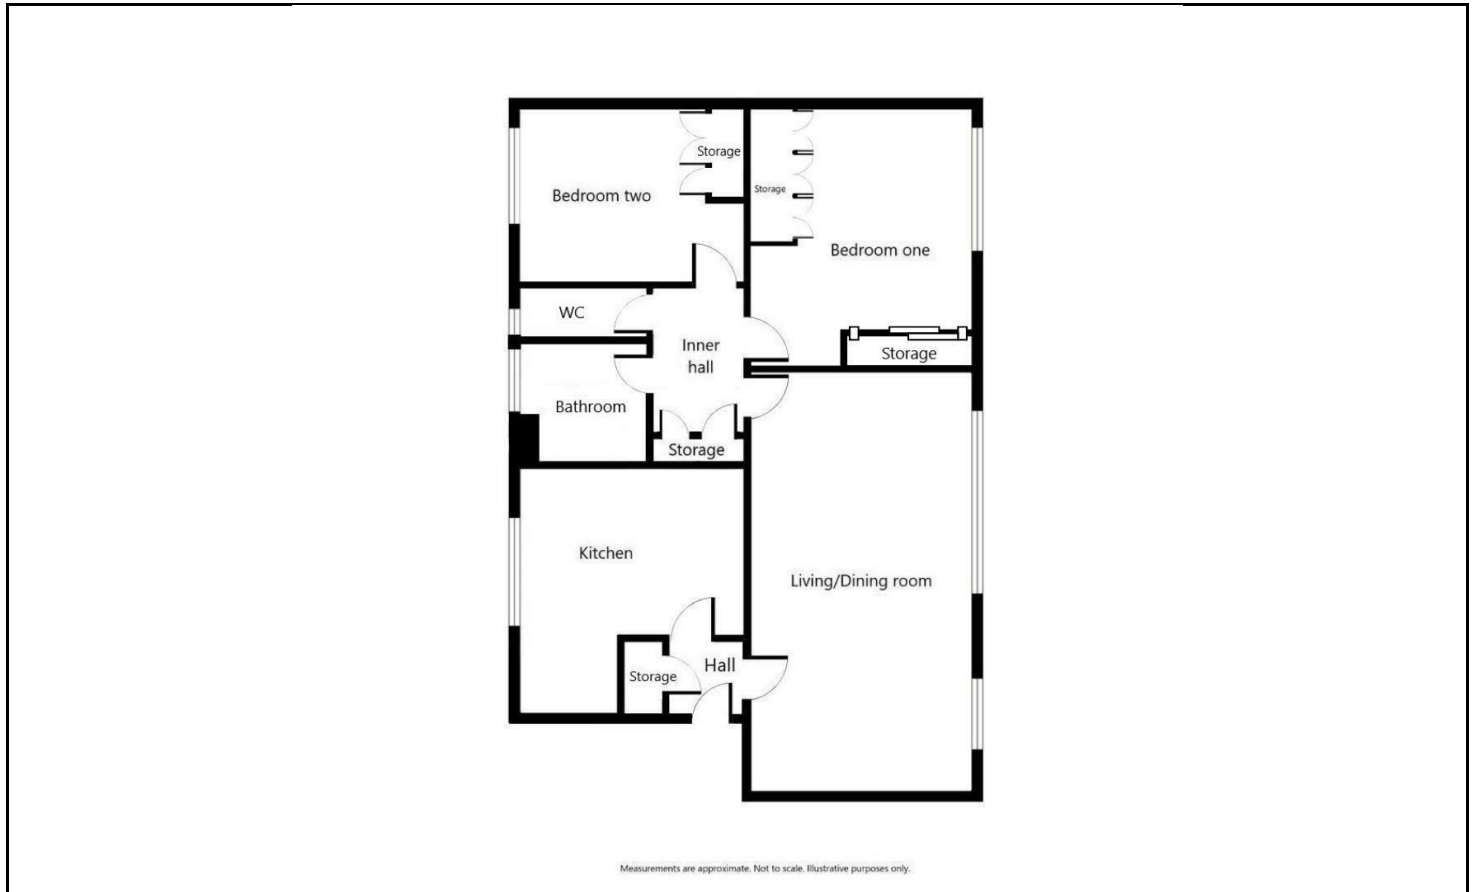 Storage
Bedroom two
Storage
Bedroom one
WC
Inner
hall
Storage
Bathroom
Storage
Kitchen
Living/Dining room
Hall
Storage
Measurements are approximate. Not to scale. Illustrative purposes only.